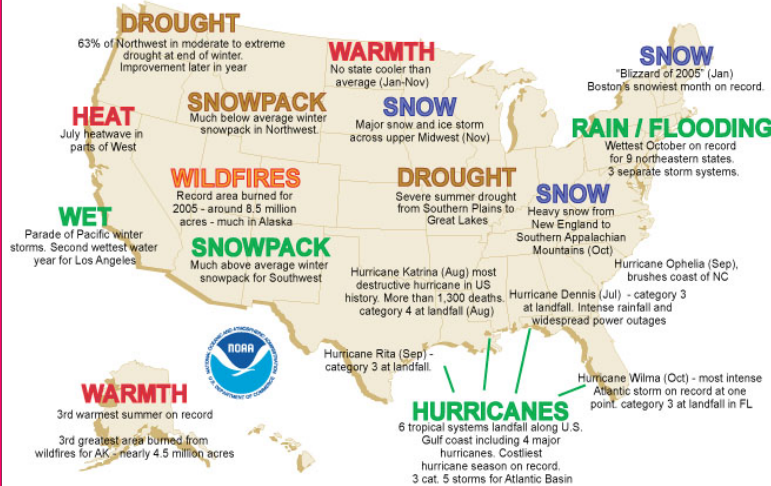 DROUGHT
63% of Northwest in moderate to extreme
drought at end of winter.
Improvement later in year
WARMTH
No state cooler than
average (Jan-Nov)
SNOW
"Blizzard of 2005" (Jan)
Boston's snowiest month on record.
HEAT
July heatwave in
parts of West
SNOWPACK
Much below average winter
snowpack in Northwest.
SNOW
Major snow and ice storm
across upper Midwest (Nov)
RAIN / FLOODING
Wettest October on record
for 9 northeastern states.
3 separate storm systems.
WILDFIRES
Record area burned for
2005 - around 8.5 million
acres - much in Alaska
DROUGHT
Severe summer drought
from Southern Plains to
Great Lakes
SNOW
Heavy snow from
New England to
Southern Appalachian
Mountains (Oct)
WET
Parade of Pacific winter
storms. Second wettest water
year for Los Angeles
SNOWPACK
Much above average winter
snowpack for Southwest
Hurricane Katrina (Aug) most
destructive hurricane in US
history. More than 1,300 deaths.
category 4 at landfall (Aug)
Hurricane Ophelia (Sep),
brushes coast of NC
Hurricane Dennis (Jul) - category 3
at landfall. Intense rainfall and
widespread power outages
NATIONAL OCEANIC AND ATMOSPHERIC ADMINISTRATION
NOAA
U.S. DEPARTMENT OF COMMERCE
Hurricane Rita (Sep) -
category 3 at landfall.
Hurricane Wilma (Oct) - most intense
Atlantic storm on record at one
point. category 3 at landfall in FL
WARMTH
3rd warmest summer on record
3rd greatest area burned from
wildfires for AK - nearly 4.5 million acres
HURRICANES
6 tropical systems landfall along U.S.
Gulf coast including 4 major
hurricanes. Costliest
hurricane season on record.
3 cat. 5 storms for Atlantic Basin